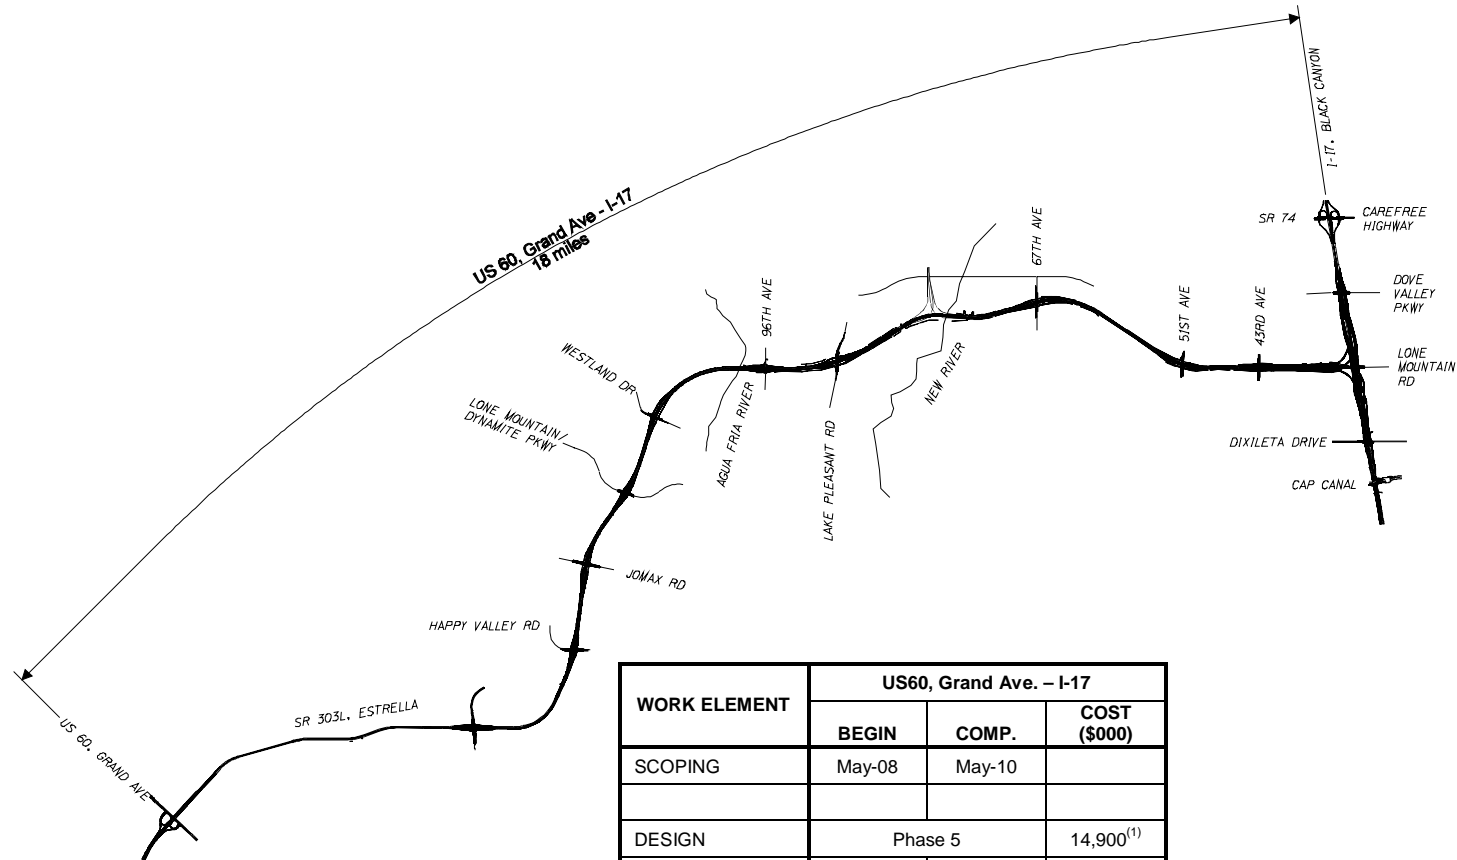 I-17, BLACK CANYON
US 60, Grand Ave - I-17
18 miles
SR 74
CAREFREE
HIGHWAY
67TH AVE
DOVE
VALLEY
PKWY
96TH AVE
51ST AVE
43RD AVE
LONE
MOUNTAIN
RD
WESTLAND DR
NEW RIVER
LONE MOUNTAIN/
DYNAMITE PKWY
AGUA FRIA RIVER
LAKE PLEASANT RD
DIXILETA DRIVE
CAP CANAL
JOMAX RD
HAPPY VALLEY RD
SR 303L, ESTRELLA
US 60, GRAND AVE
WORK ELEMENT
US60, Grand Ave. – I-17
BEGIN COMP. COST
($000)
SCOPING May-08 May-10
DESIGN Phase 5 14,900(1)